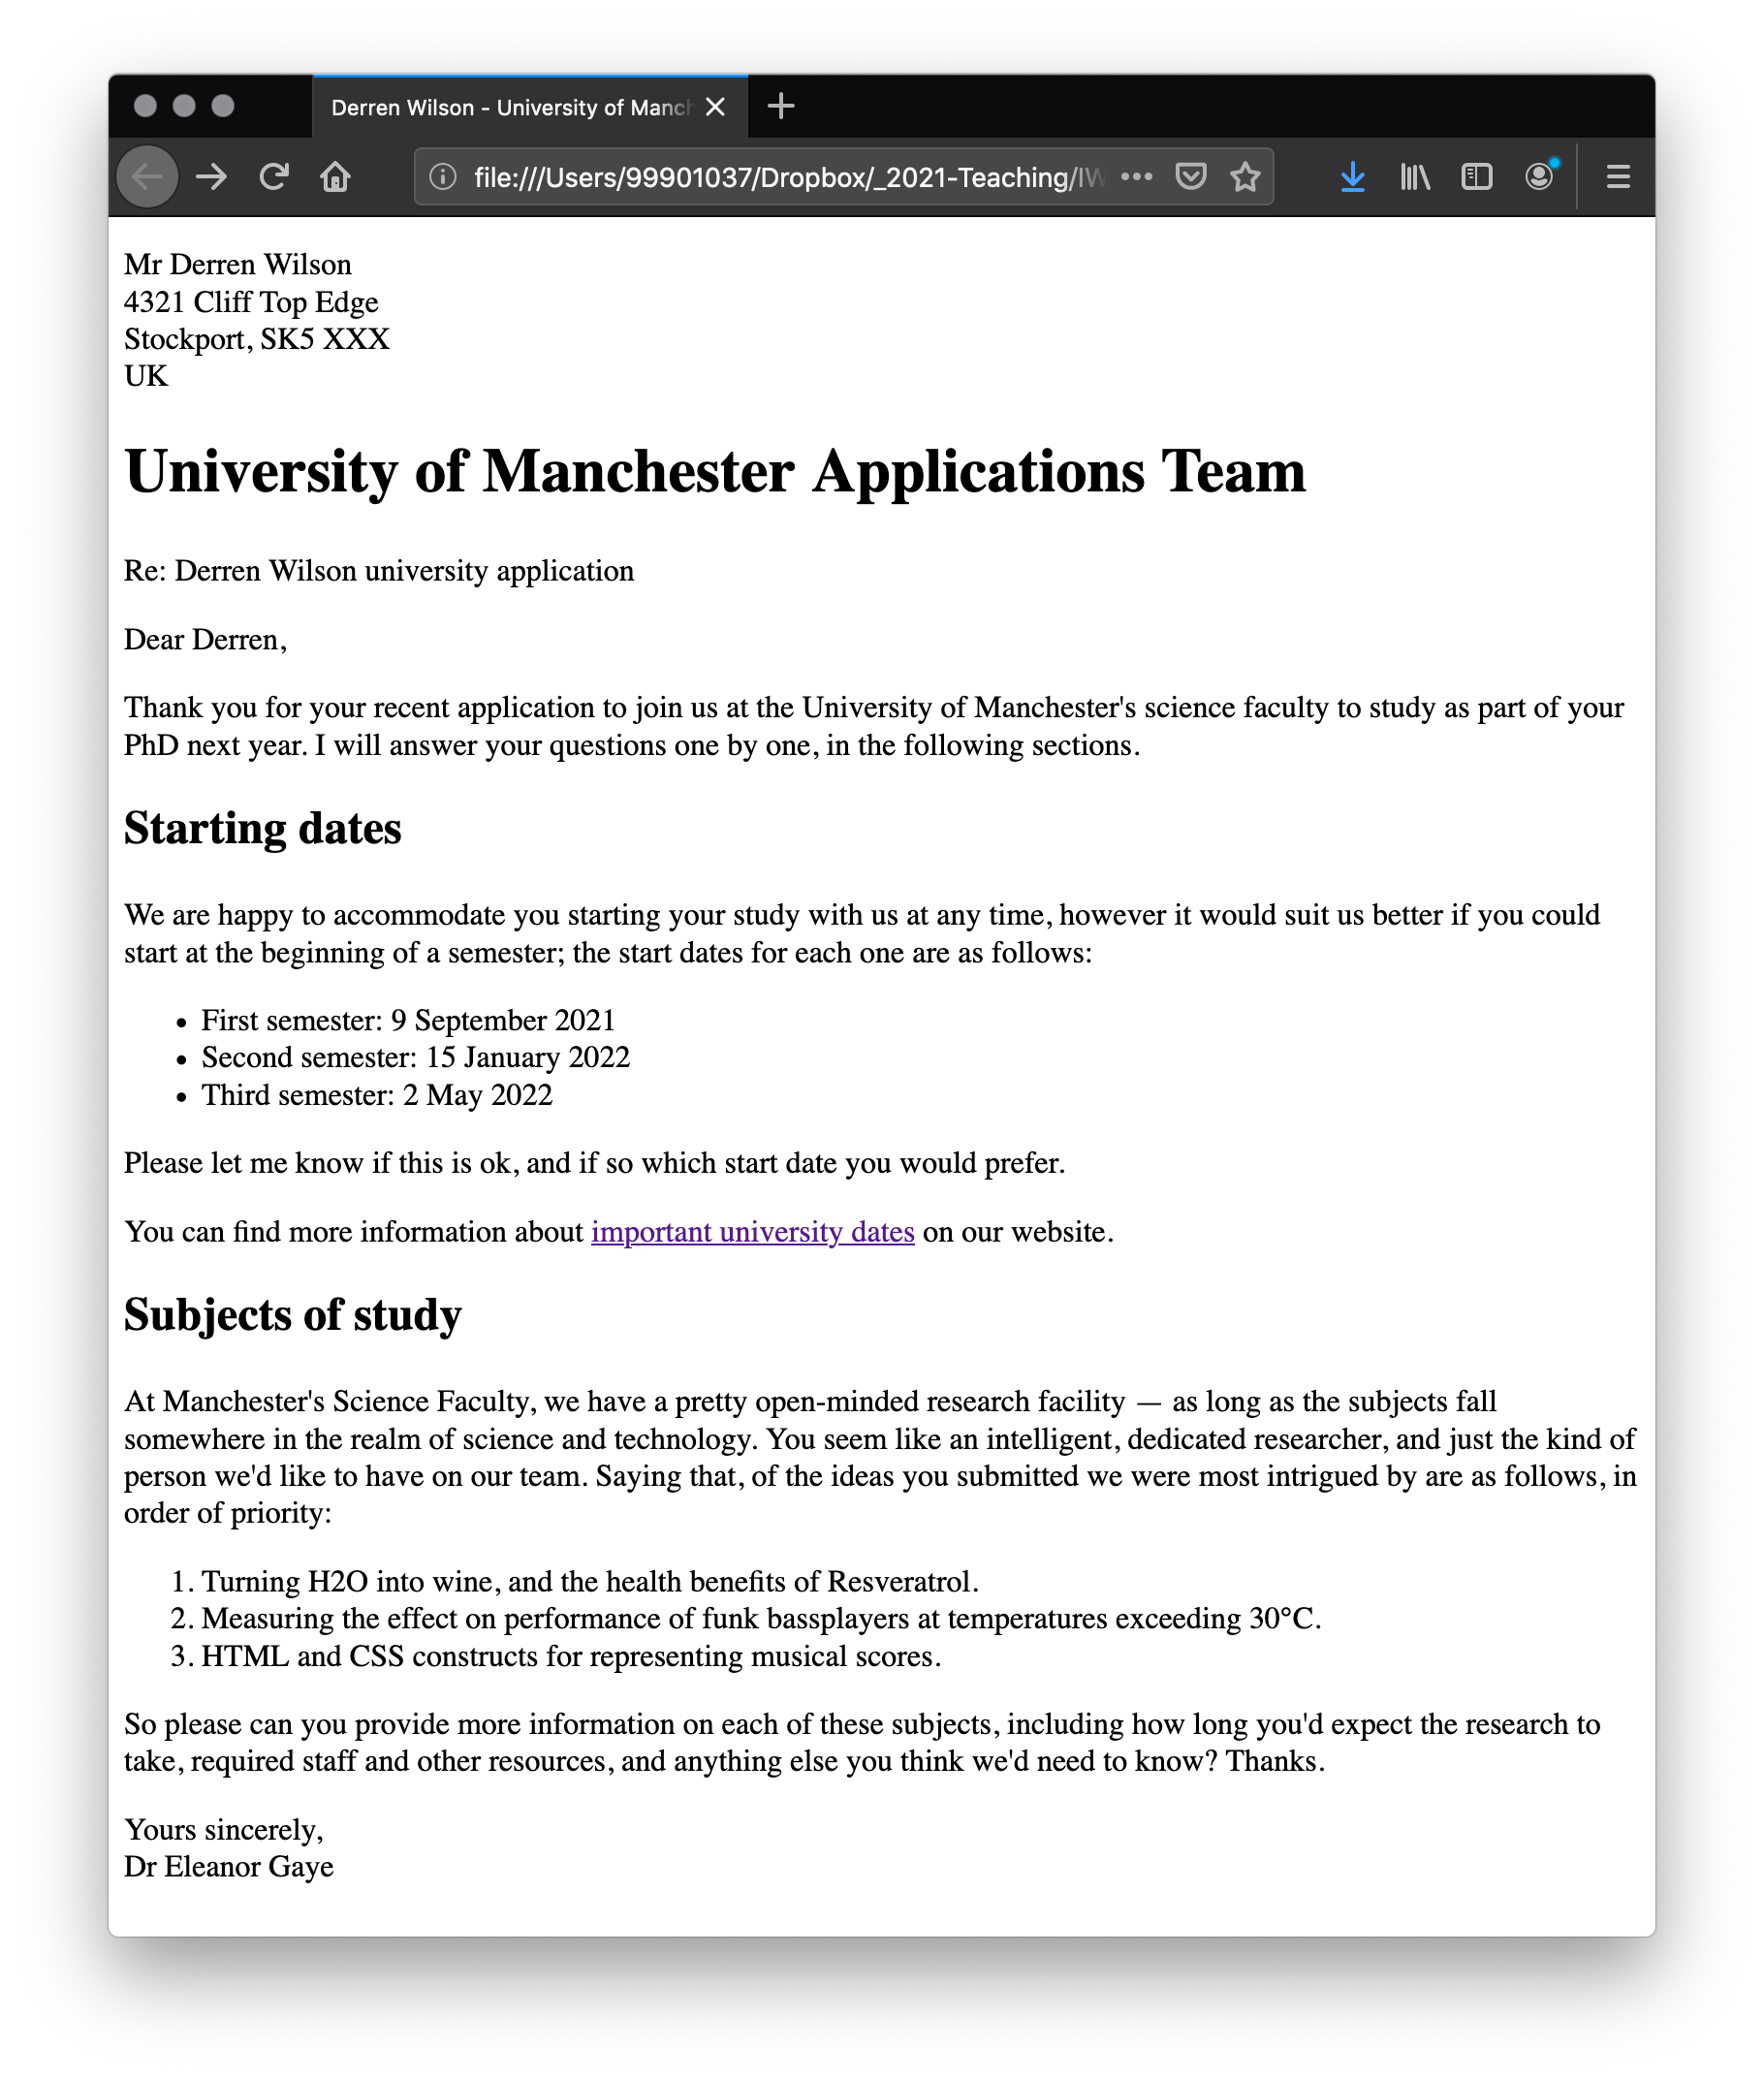 Derren Wilson - University of Manch
file:///Users/99901037/Dropbox/_2021-Teaching/IW
Mr Derren Wilson
4321 Cliff Top Edge
Stockport, SK5 XXX
UK
University of Manchester Applications Team
Re: Derren Wilson university application
Dear Derren,
Thank you for your recent application to join us at the University of Manchester's science faculty to study as part of your
PhD next year. I will answer your questions one by one, in the following sections.
Starting dates
We are happy to accommodate you starting your study with us at any time, however it would suit us better if you could
start at the beginning of a semester; the start dates for each one are as follows:
• First semester: 9 September 2021
• Second semester: 15 January 2022
• Third semester: 2 May 2022
Please let me know if this is ok, and if so which start date you would prefer.
You can find more information about important university dates on our website.
Subjects of study
At Manchester's Science Faculty, we have a pretty open-minded research facility — as long as the subjects fall
somewhere in the realm of science and technology. You seem like an intelligent, dedicated researcher, and just the kind of
person we'd like to have on our team. Saying that, of the ideas you submitted we were most intrigued by are as follows, in
order of priority:
1. Turning H2O into wine, and the health benefits of Resveratrol.
2. Measuring the effect on performance of funk bassplayers at temperatures exceeding 30°C.
3. HTML and CSS constructs for representing musical scores.
So please can you provide more information on each of these subjects, including how long you'd expect the research to
take, required staff and other resources, and anything else you think we'd need to know? Thanks.
Yours sincerely,
Dr Eleanor Gaye